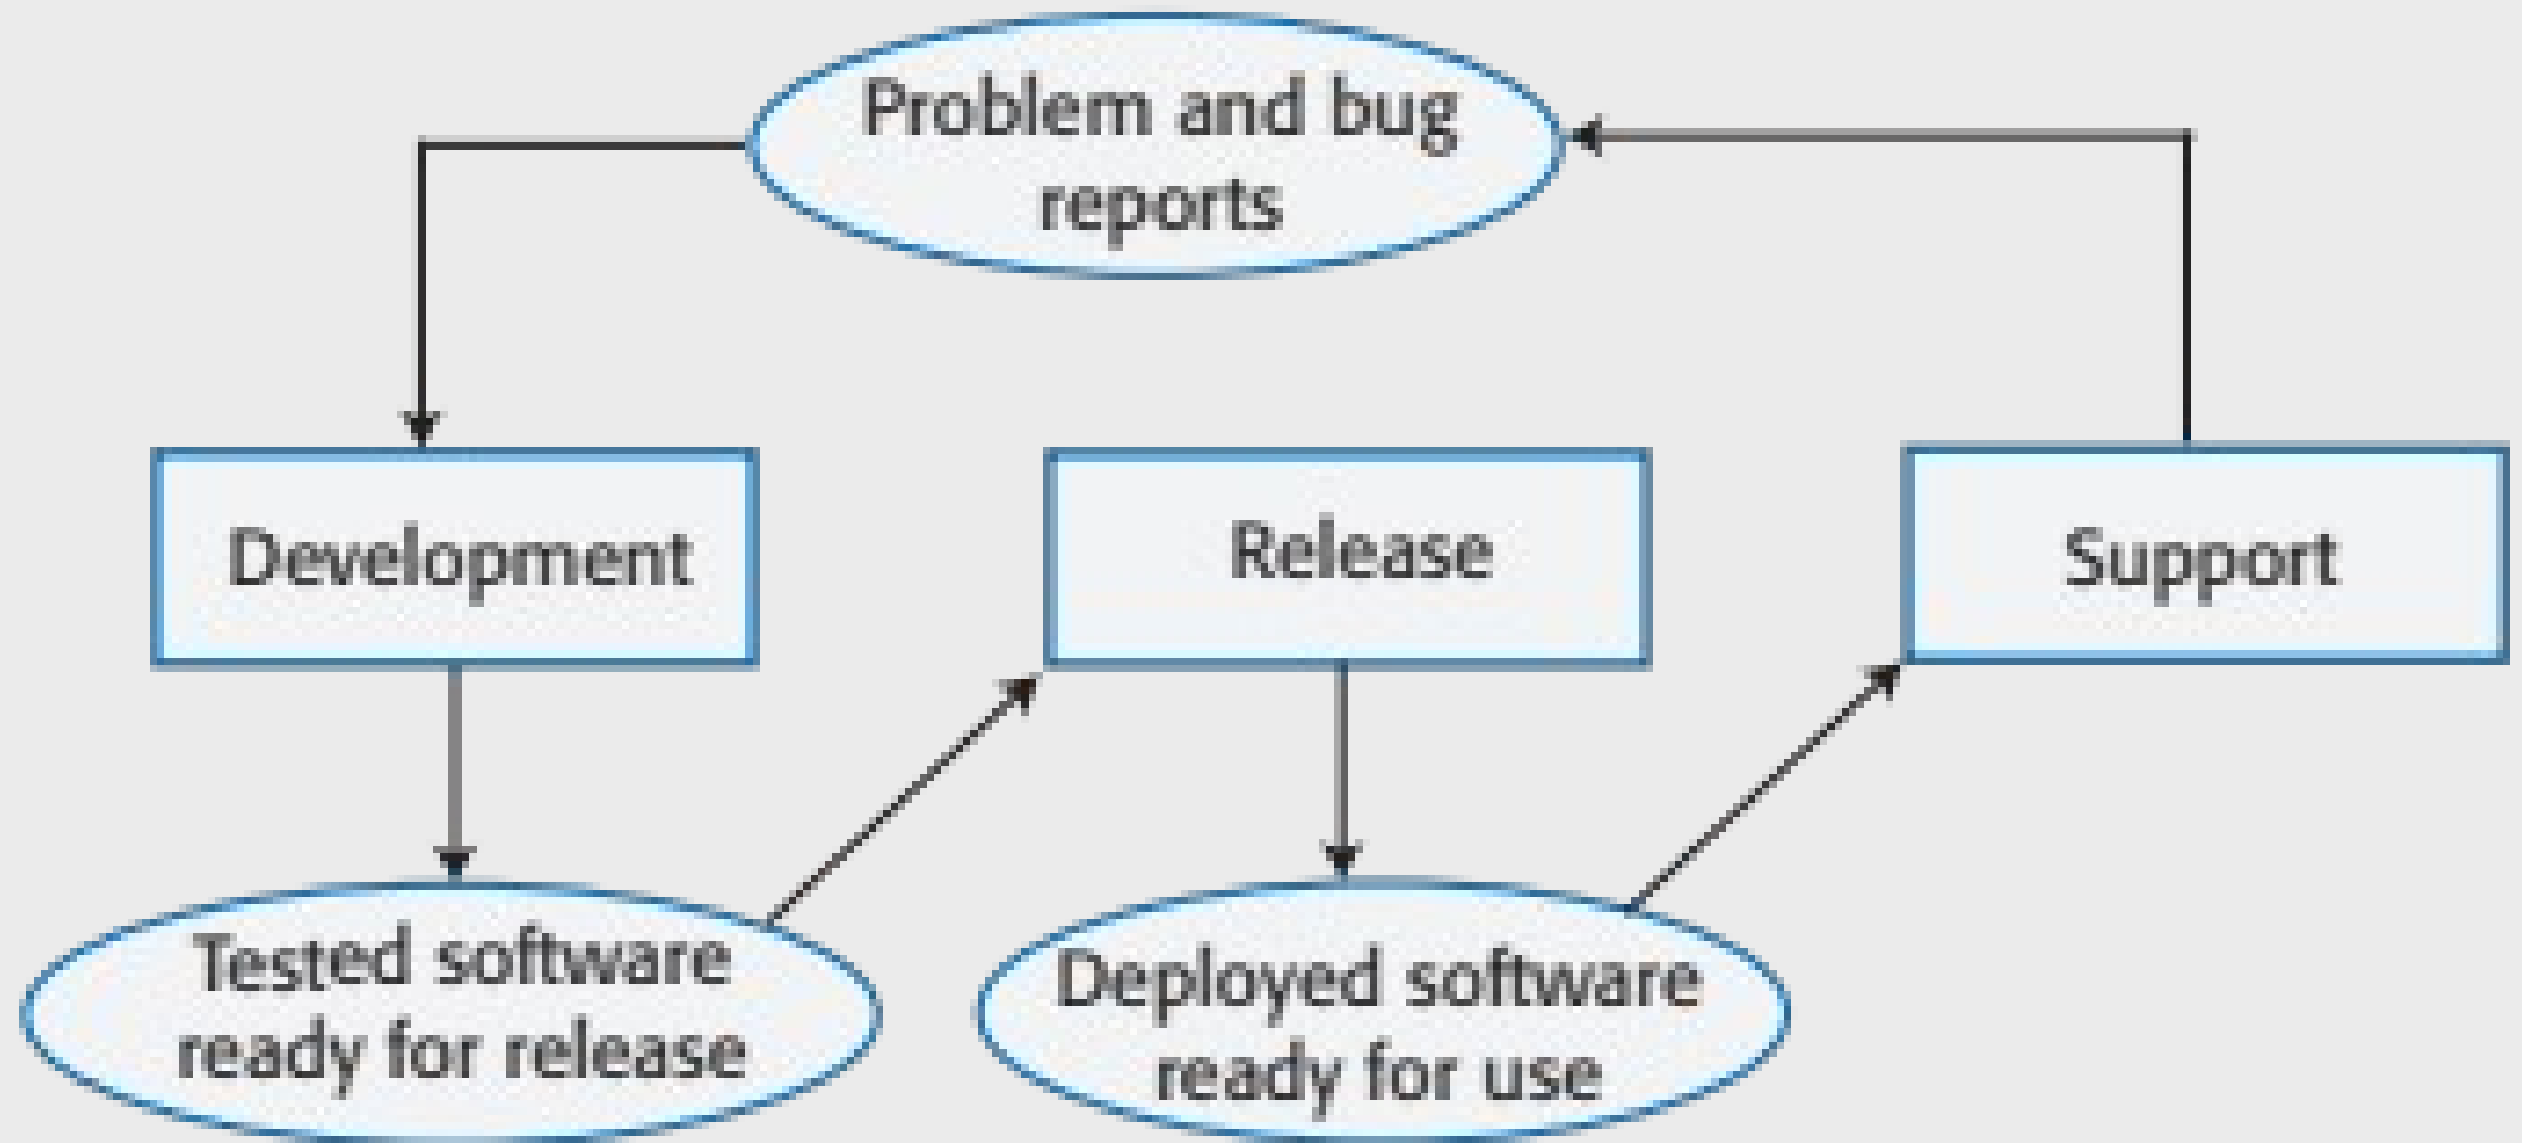 Problem and bug
reports
Development
Release
Support
Tested software
ready for release
Deployed software
ready for use